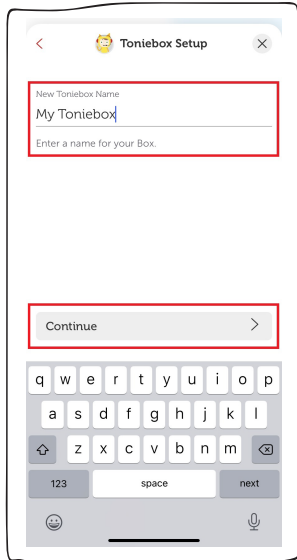 Toniebox Setup
New Toniebox Name
My Toniebox
Enter a name for your Box.
Continue
q w e r t y u i o p
a s d f g h j k l
z x c v b n m
123 space next